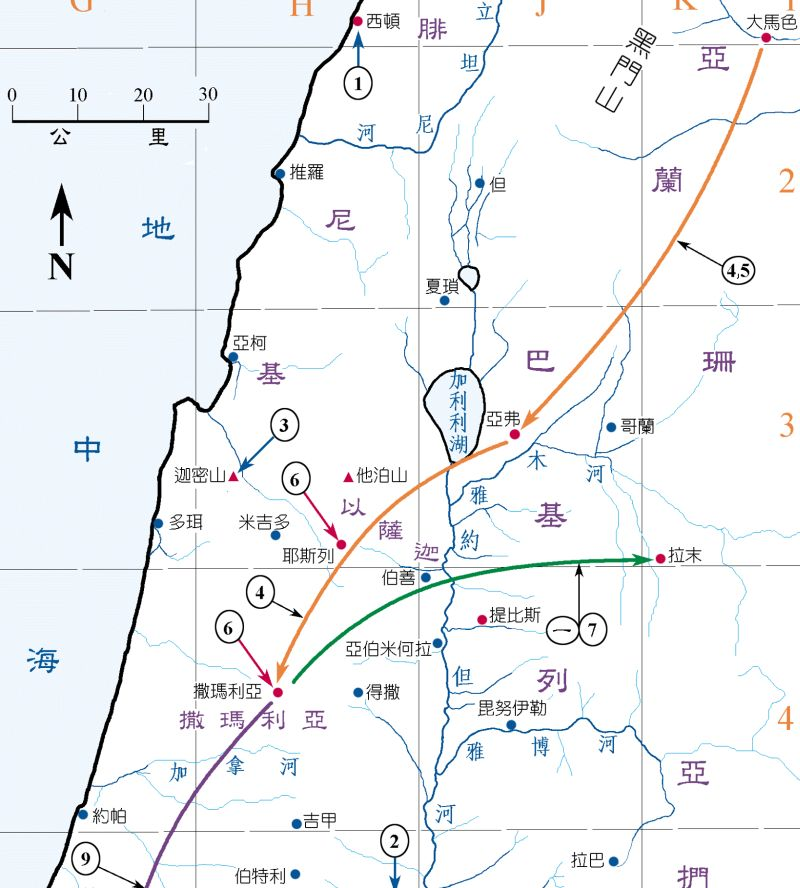 G
H
J
K
立
大馬色
西頓
腓
黑門山
亞
坦
1
0 10 20 30
公里
河
尼
推羅
但
蘭
2
尼
地
N
4,5
夏瑣
亞柯
基
巴
珊
加利利湖
亞弗
哥蘭
3
3
中
木
河
迦密山
他泊山
6
雅
以
基
多珥
米吉多
薩
約
耶斯列
迦
拉末
伯善
4
提比斯
一 7
6
亞伯米何拉
海
但
列
撒瑪利亞
得撒
毘努伊勒
4
撒瑪利亞
雅博河
加拿河
亞
約帕
吉甲
河
2
9
拉巴
伯特利
捫